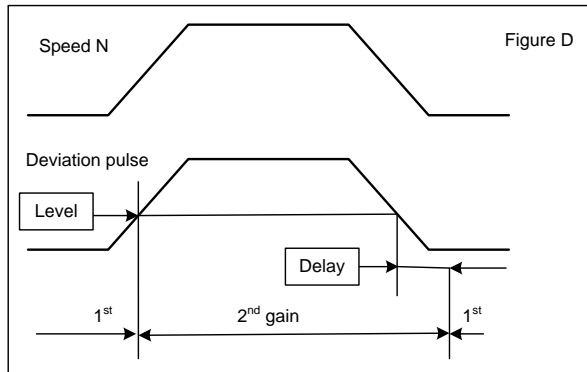 Speed N
Figure D
Deviation pulse
Level
Delay
1st
2nd gain
1st